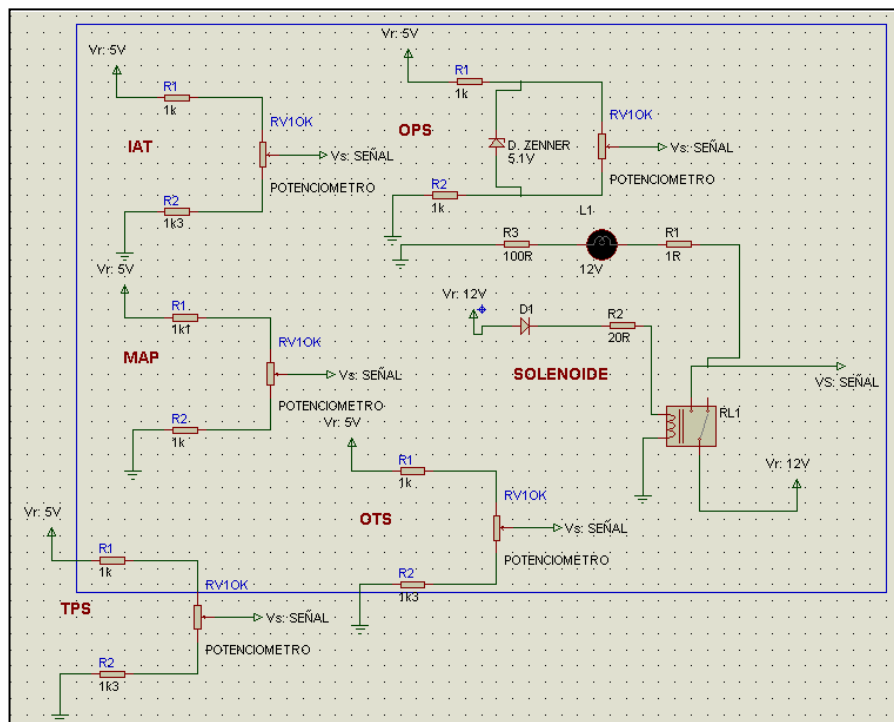 Vr: 5V
R1
1k
RV1OK
IAT
Vs: SEÑAL
POTENCIOMETRO
R2
1k3
Vr: 5V
R1
1k
RV1OK
OPS
D. ZENNER
5.1V
Vs: SEÑAL
POTENCIOMETRO
R2
1k
L1
R3
100R
12V
R1
1R
Vr: 5V
R1
1k1
RV1OK
MAP
Vs: SEÑAL
POTENCIOMETRO
R2
1k
Vr: 12V
D1
R2
20R
SOLENOIDE
VS: SEÑAL
RL1
Vr: 12V
Vr: 5V
R1
1k
RV1OK
OTS
Vs: SEÑAL
POTENCIOMETRO
R2
1k3
Vr: 5V
R1
1k
RV1OK
TPS
Vs: SEÑAL
POTENCIOMETRO
R2
1k3